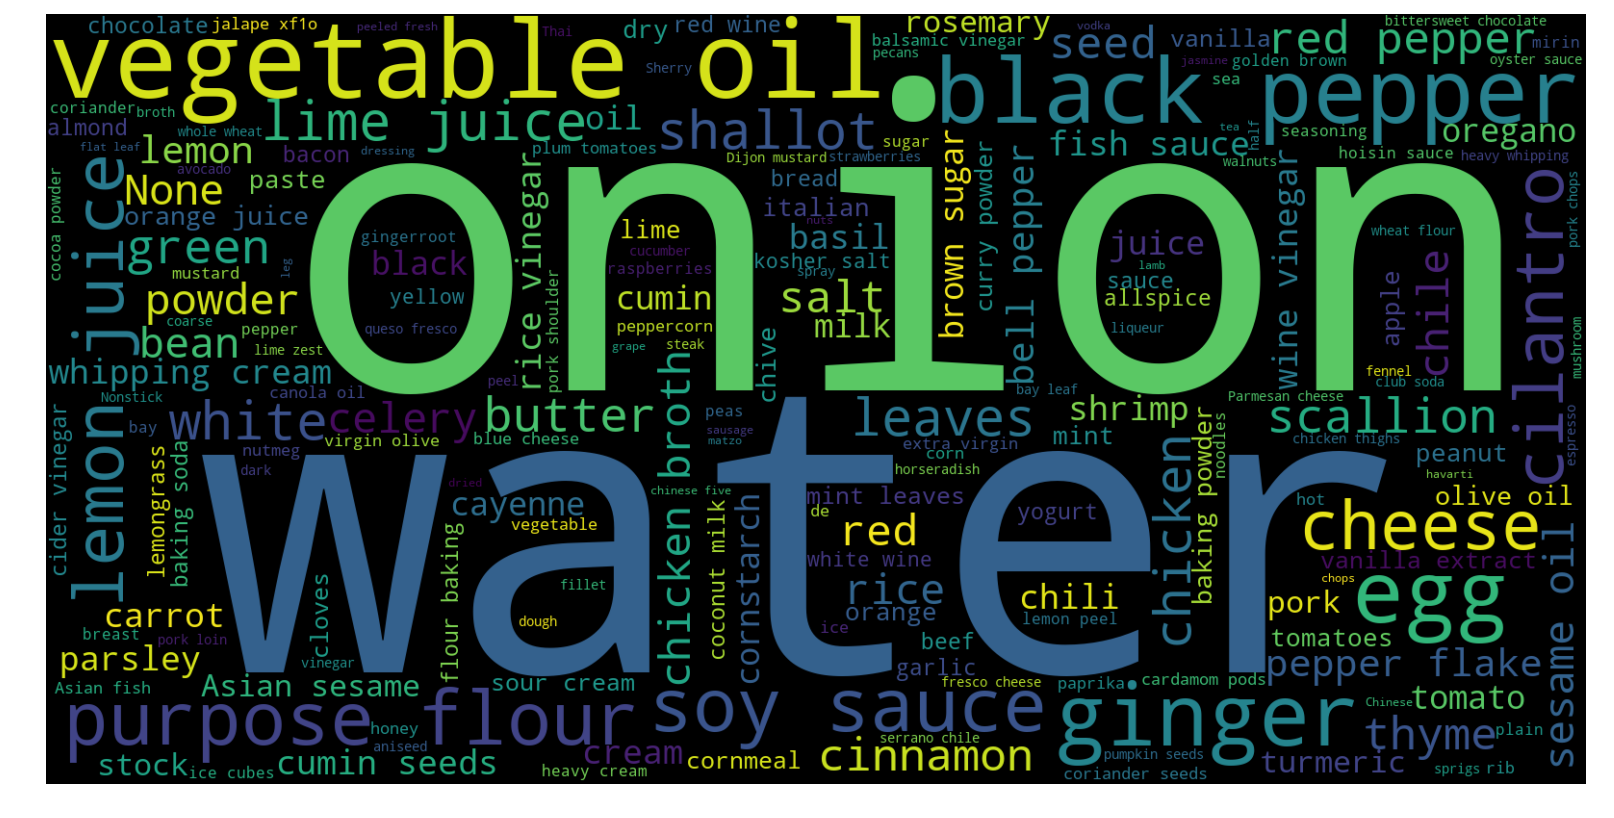 chocolate
jalape xf1o
peeled fresh
Thai
dry
red wine
rosemary
vodka
bittersweet chocolate
vegetable oil
Sherry
balsamic vinegar
pecans
seed
vanilla
red pepper
mirin
jasmine
golden brown
oyster sauce
sea
black pepper
coriander
broth
almond
whole wheat
lime juice
oil
shallot
sugar
fish sauce
tea
half
seasoning
oregano
flat leaf
dressing
lemon
bacon
plum tomatoes
Dijon mustard
strawberries
walnuts
hoisin sauce
heavy whipping
avocado
cocoa powder
juice
None
paste
rice vinegar
bread
brown sugar
curry powder
bell pepper
wine vinegar
cilantro
pork chops
onion
orange juice
italian
nuts
green
gingerroot
lime
basil
juice
wheat flour
mustard
leg
black
cucumber
raspberries
kosher salt
spray
sauce
lamb
chile
powder
yellow
cumin
salt
allspice
apple
coarse
pepper
queso fresco
pork shoulder
peppercorn
milk
liqueur
bean
lime zest
grape
steak
chive
mushroom
whipping cream
canola oil
peel
fennel
club soda
Nonstick
butter
chicken broth
peas
leaves
bay leaf
shrimp
Parmesan cheese
scallion
cider vinegar
lemon
bay
white
celery
virgin olive
blue cheese
sausage
matzo
extra virgin
corn
mint
chicken
noodles
chicken thighs
peanut
espresso
lemongrass
baking soda
nutmeg
dark
water
dried
chinese five
horseradish
baking powder
havarti
cayenne
vegetable
coconut milk
cornstarch
mint leaves
de
yogurt
hot
olive oil
sesame oil
red
cheese
white wine
vanilla extract
cloves
flour baking
fillet
rice
chili
chops
egg
carrot
dough
orange
lemon peel
pork
breast
pork loin
ice
beef
tomatoes
parsley
vinegar
garlic
pepper flake
Asian fish
Asian sesame
sour cream
fresco cheese
paprika
cardamom pods
purpose flour
honey
soy sauce
ginger
Chinese
tomato
aniseed
serrano chile
thyme
plain
stock
ice cubes
cumin seeds
cream
heavy cream
cornmeal
cinnamon
pumpkin seeds
coriander seeds
turmeric
sprigs
rib